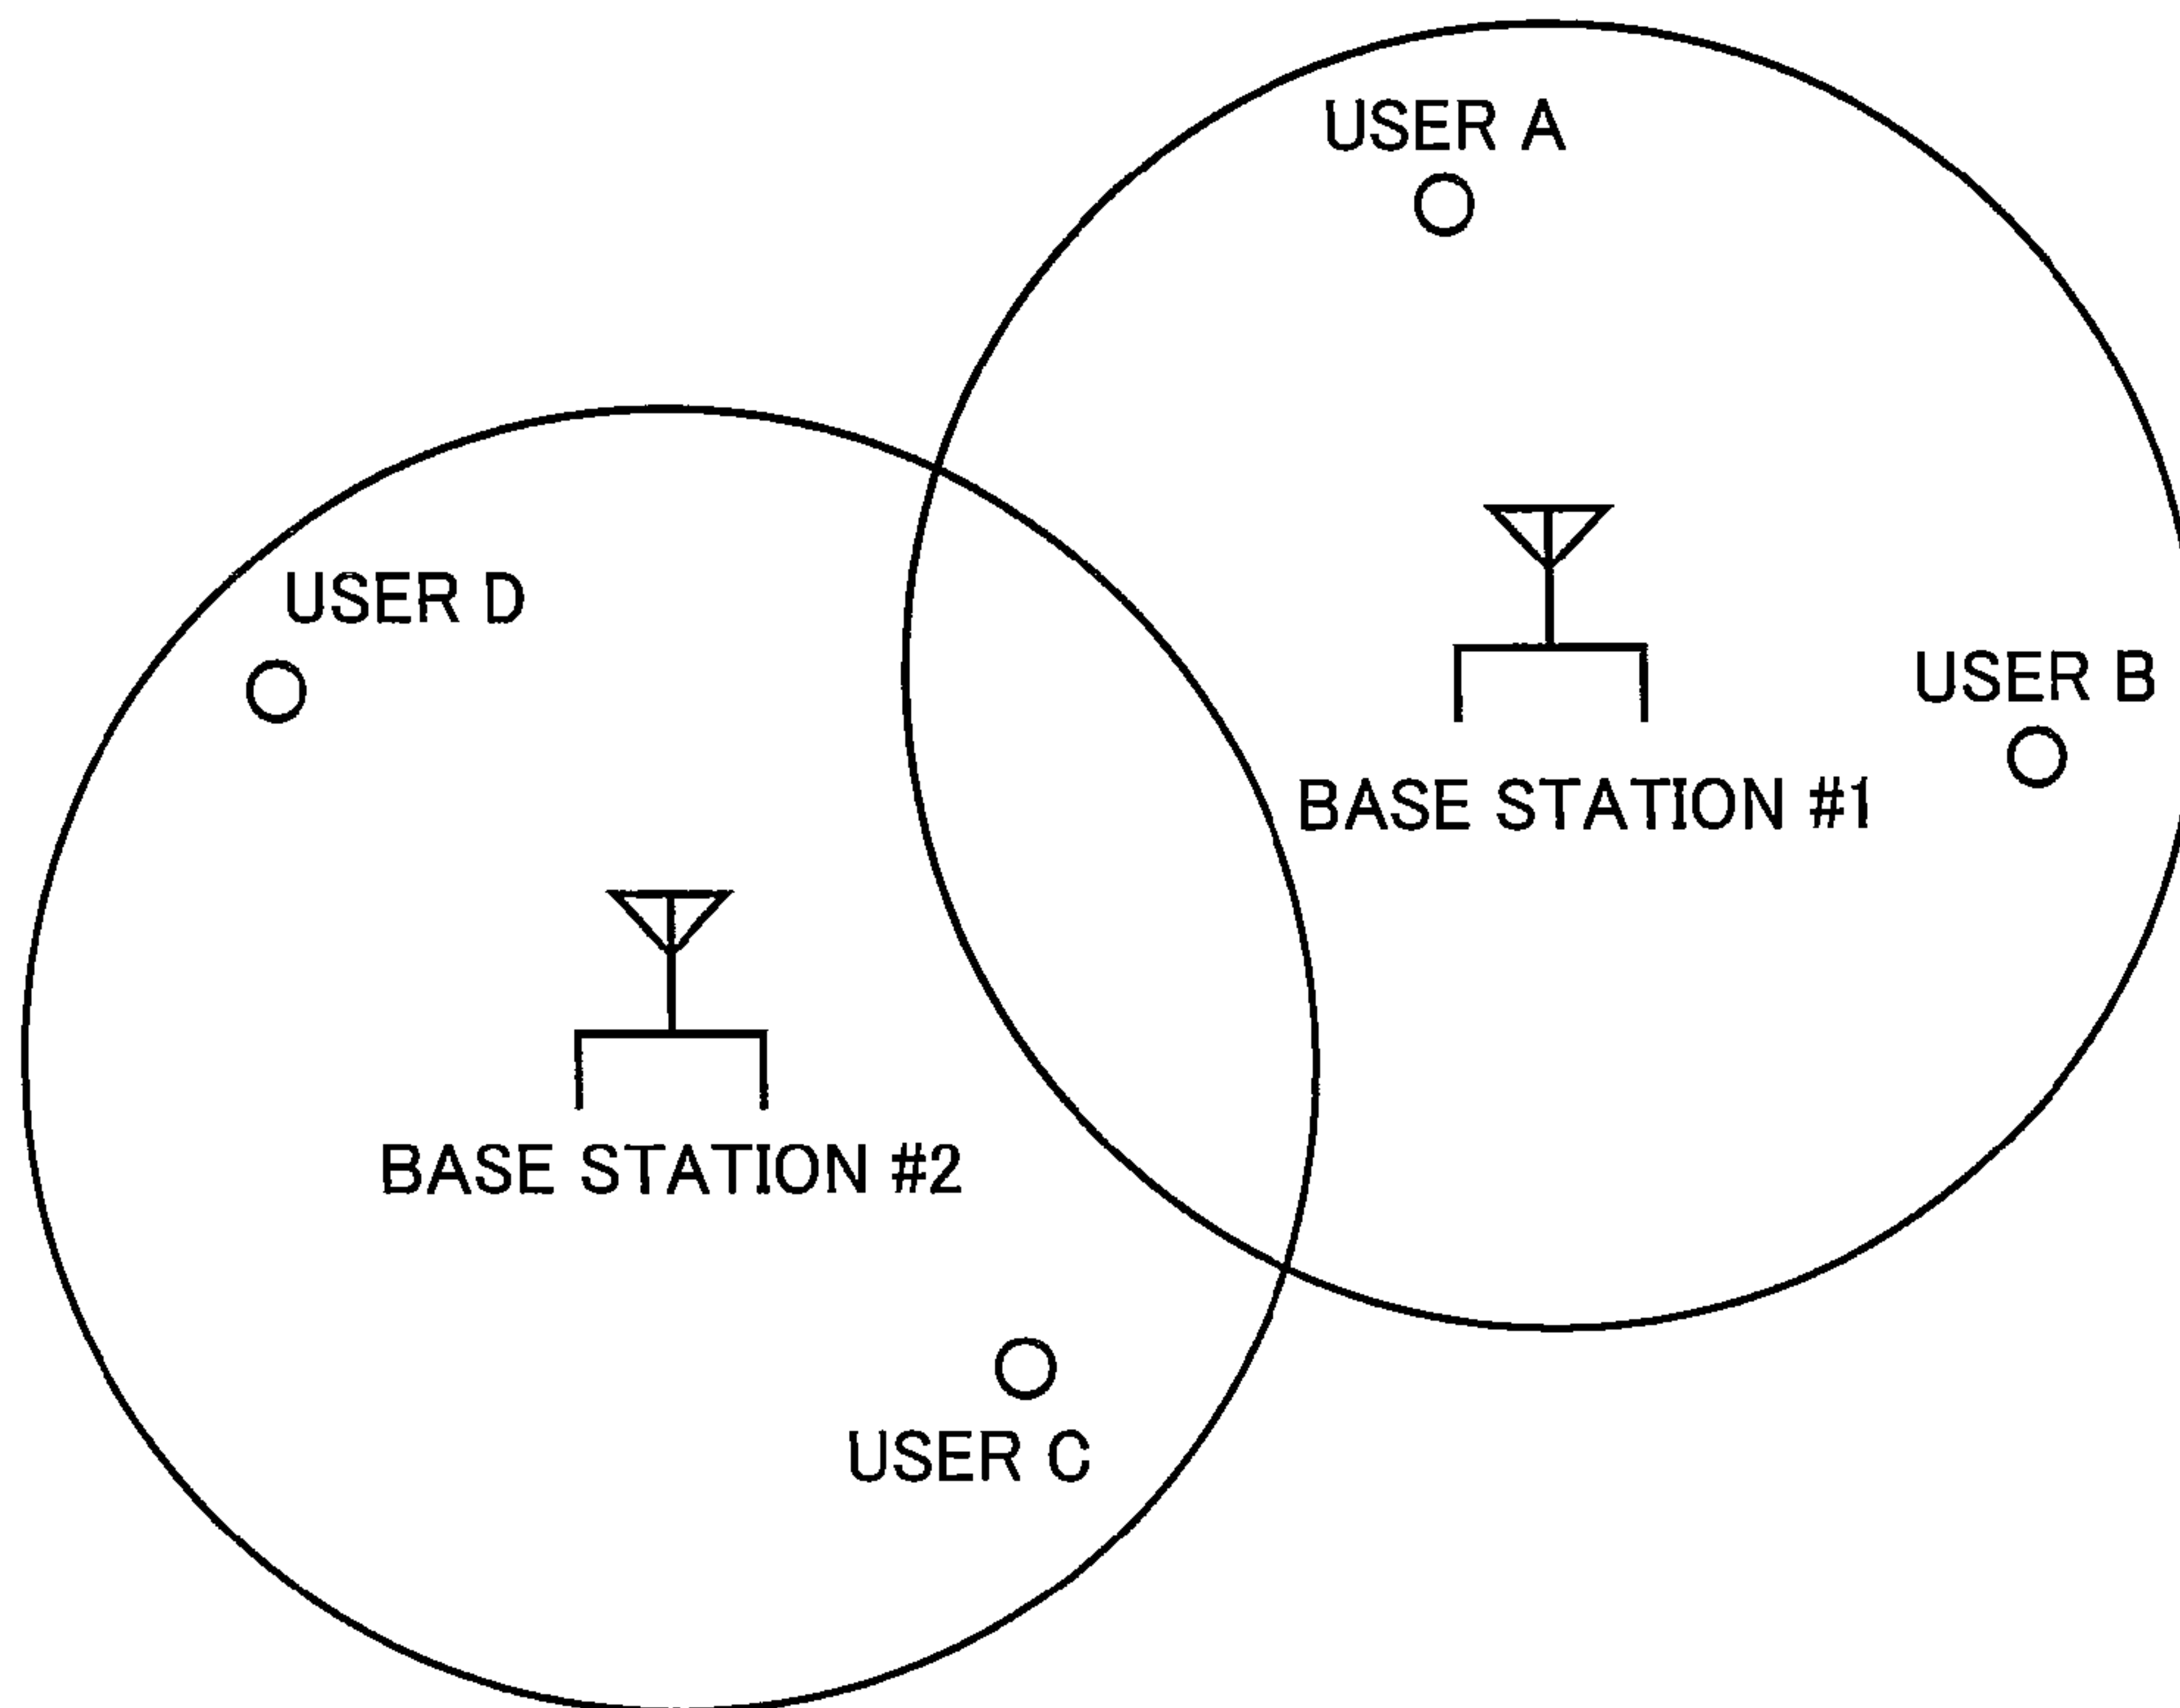 USER A
USER D
USER B
BASE STATION #1
BASE STATION #2
USER C